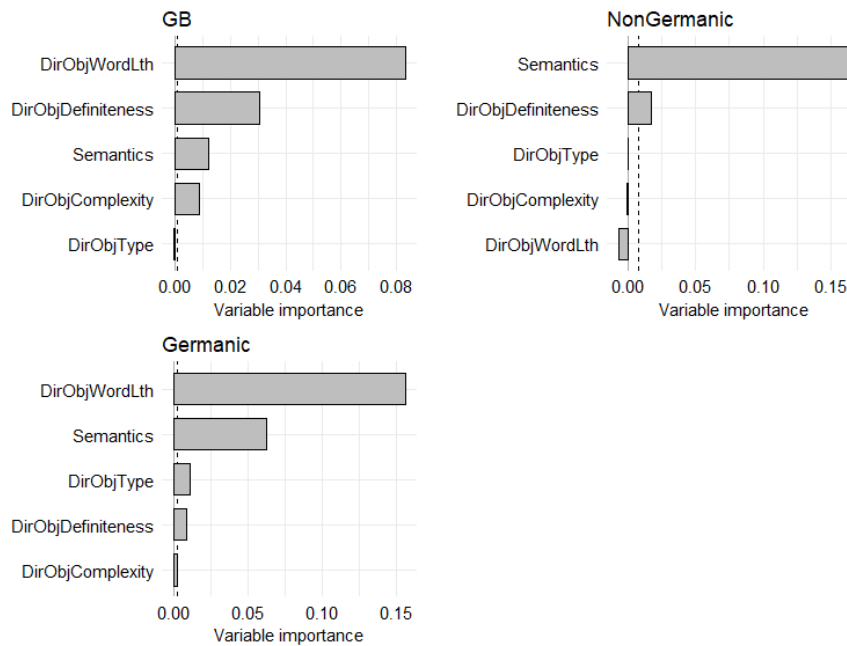 GB
DirObjWordLth
DirObjDefiniteness
Semantics
DirObjComplexity
DirObjType
0.00 0.02 0.04 0.06 0.08
Variable importance
NonGermanic
Semantics
DirObjDefiniteness
DirObjType
DirObjComplexity
DirObjWordLth
0.00 0.05 0.10 0.15
Variable importance
Germanic
DirObjWordLth
Semantics
DirObjType
DirObjDefiniteness
DirObjComplexity
0.00 0.05 0.10 0.15
Variable importance